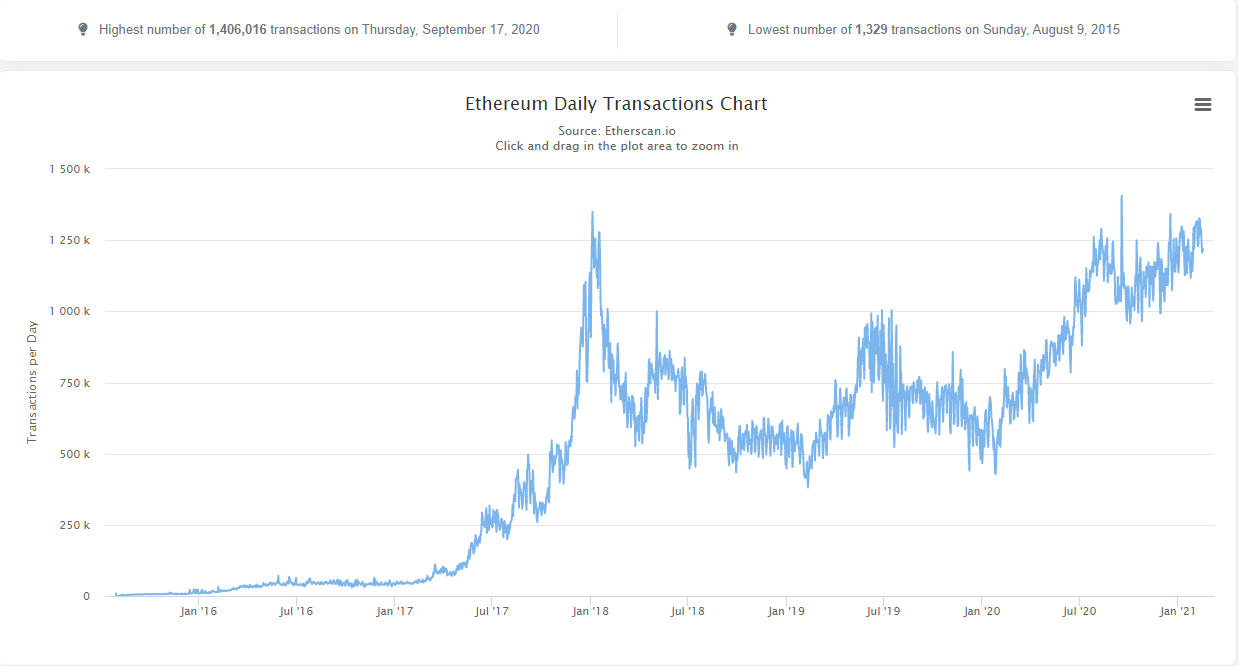 Highest number of 1,406,016 transactions on Thursday, September 17, 2020
Lowest number of 1,329 transactions on Sunday, August 9, 2015
Ethereum Daily Transactions Chart
Source: Etherscan.io
Click and drag in the plot area to zoom in
Transactions per Day
1 500 k
1 250 k
1 000 k
750 k
500 k
250 k
0
Jan '16
Jul '16
Jan '17
Jul '17
Jan '18
Jul '18
Jan '19
Jul '19
Jan '20
Jul '20
Jan '21